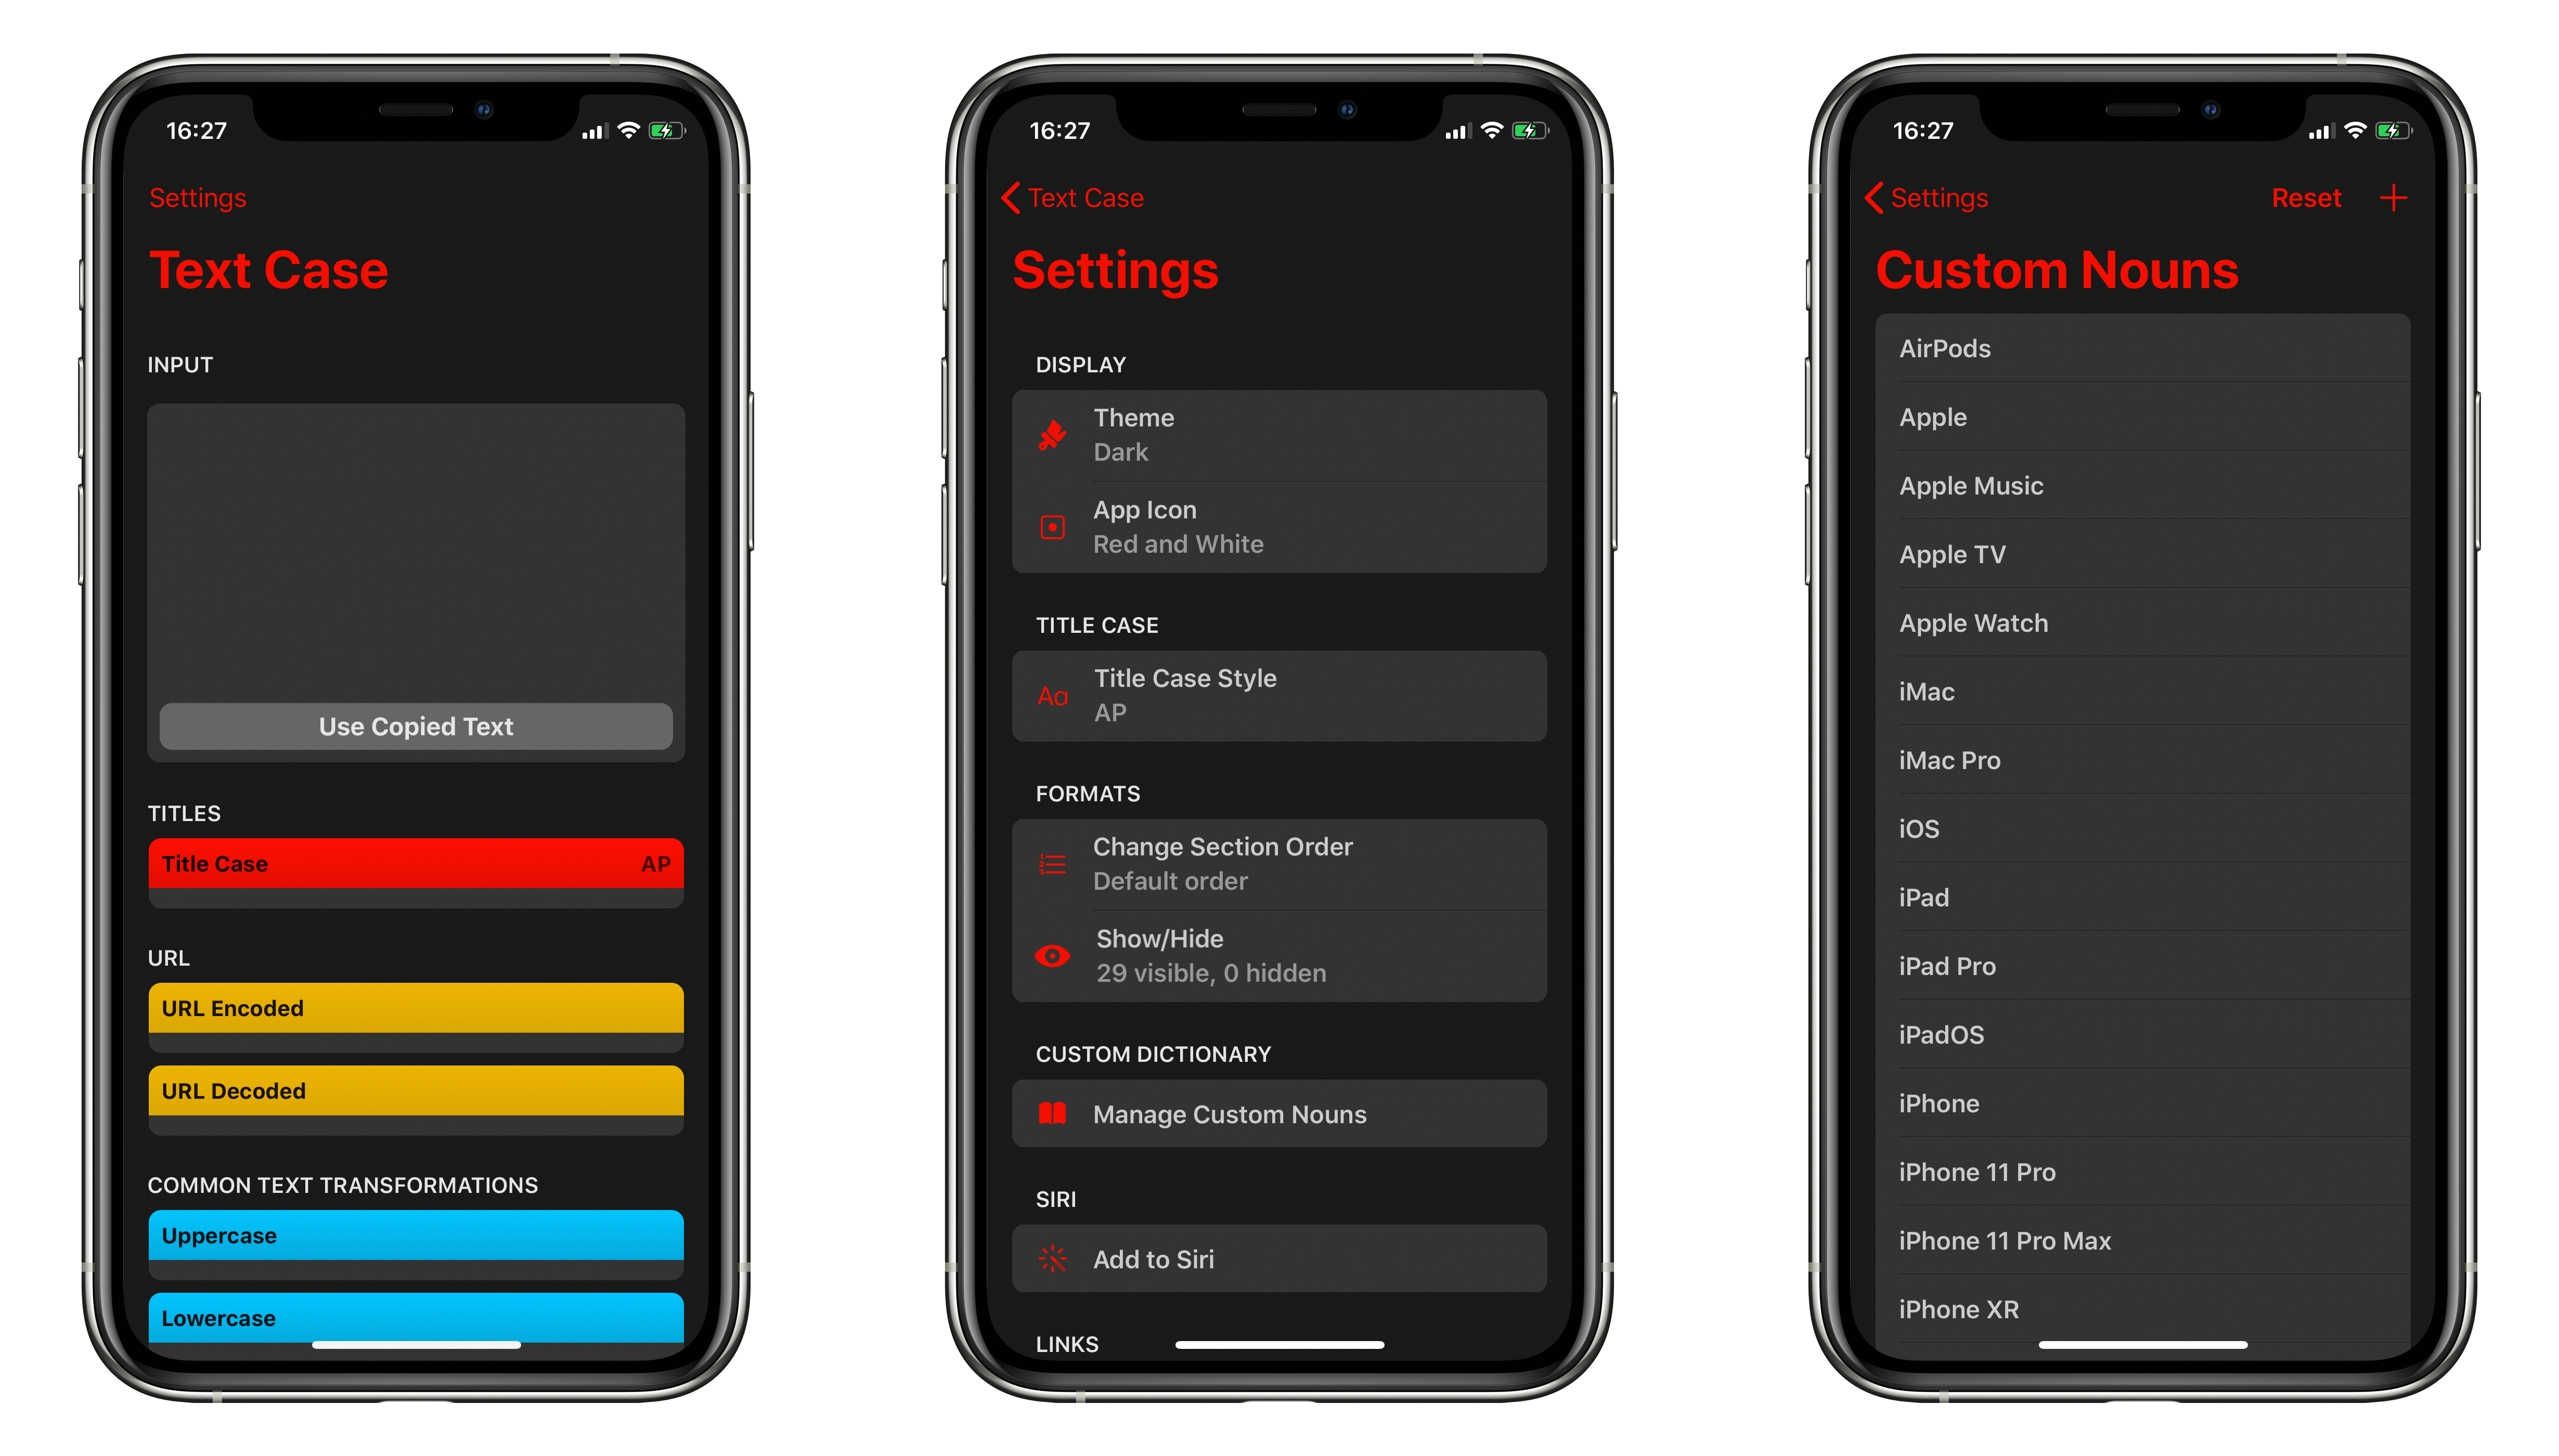 16:27
Settings
Text Case
INPUT
Use Copied Text
TITLES
Title Case AP
URL
URL Encoded
URL Decoded
COMMON TEXT TRANSFORMATIONS
Uppercase
Lowercase
16:27
Text Case
Settings
DISPLAY
Theme
Dark
App Icon
Red and White
TITLE CASE
Aa
Title Case Style
AP
FORMATS
Change Section Order
Default order
Show/Hide
29 visible, 0 hidden
CUSTOM DICTIONARY
Manage Custom Nouns
SIRI
Add to Siri
LINKS
16:27
Settings Reset +
Custom Nouns
AirPods
Apple
Apple Music
Apple TV
Apple Watch
iMac
iMac Pro
iOS
iPad
iPad Pro
iPadOS
iPhone
iPhone 11 Pro
iPhone 11 Pro Max
iPhone XR